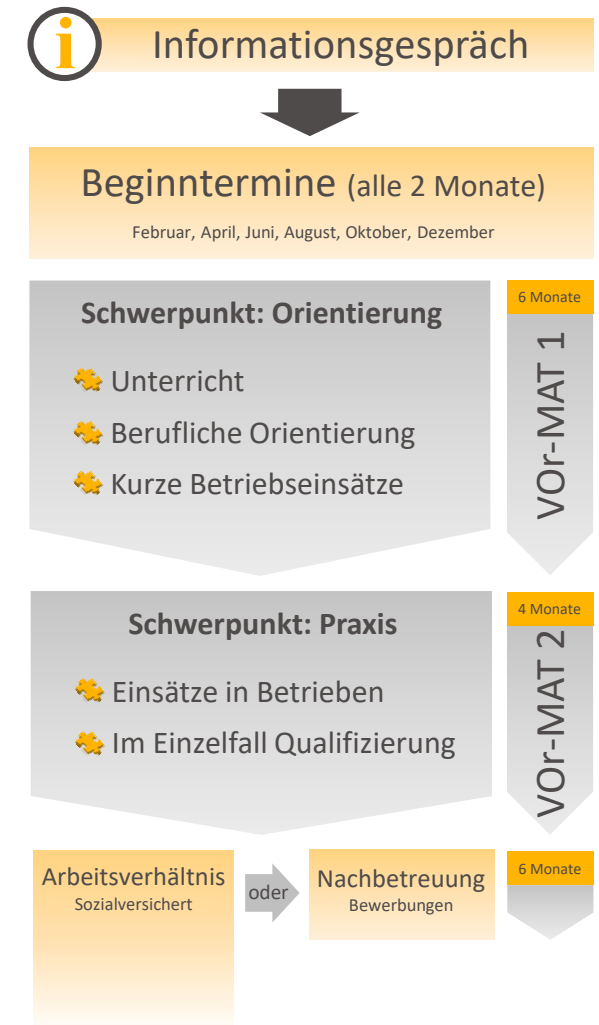 i Informationsgespräch
Beginntermine (alle 2 Monate)
Februar, April, Juni, August, Oktober, Dezember
Schwerpunkt: Orientierung
Unterricht
Berufliche Orientierung
Kurze Betriebseinsätze
6 Monate
VOr-MAT 1
Schwerpunkt: Praxis
Einsätze in Betrieben
Im Einzelfall Qualifizierung
4 Monate
VOr-MAT 2
Arbeitsverhältnis
Sozialversichert
oder
Nachbetreuung
Bewerbungen
6 Monate